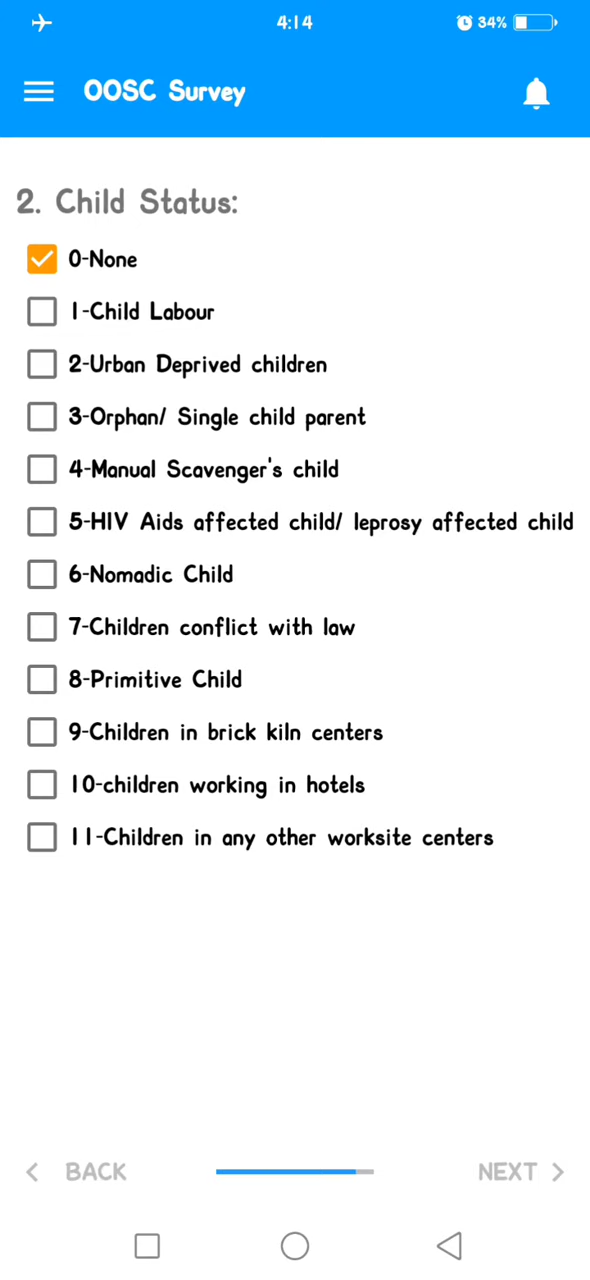 4:14
34%
OOSC Survey
2. Child Status:
0-None
1-Child Labour
2-Urban Deprived children
3-Orphan/ Single child parent
4-Manual Scavenger's child
5-HIV Aids affected child/ leprosy affected child
6-Nomadic Child
7-Children conflict with law
8-Primitive Child
9-Children in brick kiln centers
10-children working in hotels
11-Children in any other worksite centers
BACK
NEXT